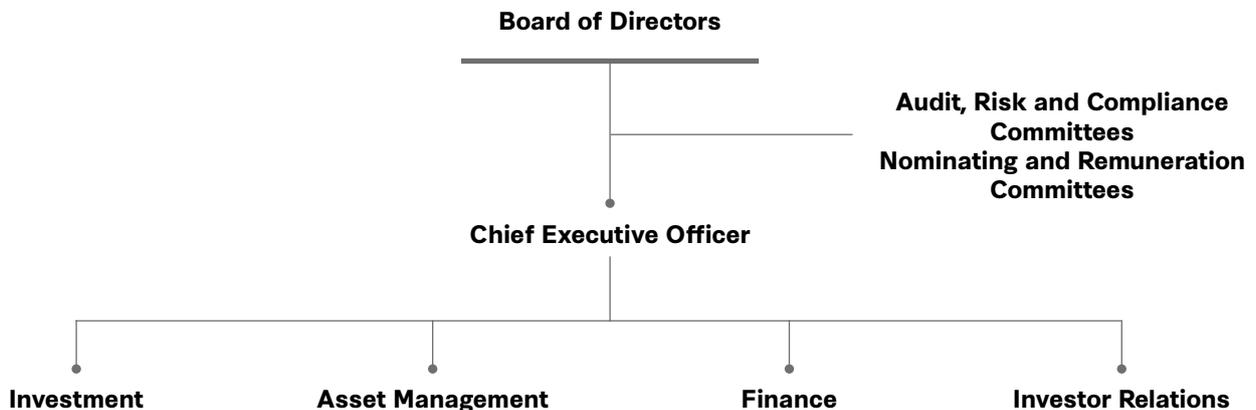 Board of Directors
Audit, Risk and Compliance
Committees
Nominating and Remuneration
Committees
Chief Executive Officer
Investment
Asset Management
Finance
Investor Relations